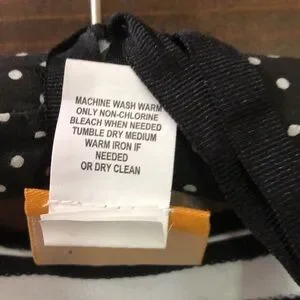 MACHINE WASH WARM
ONLY NON-CHLORINE
BLEACH WHEN NEEDED
TUMBLE DRY MEDIUM
WARM IRON IF
NEEDED
OR DRY CLEAN